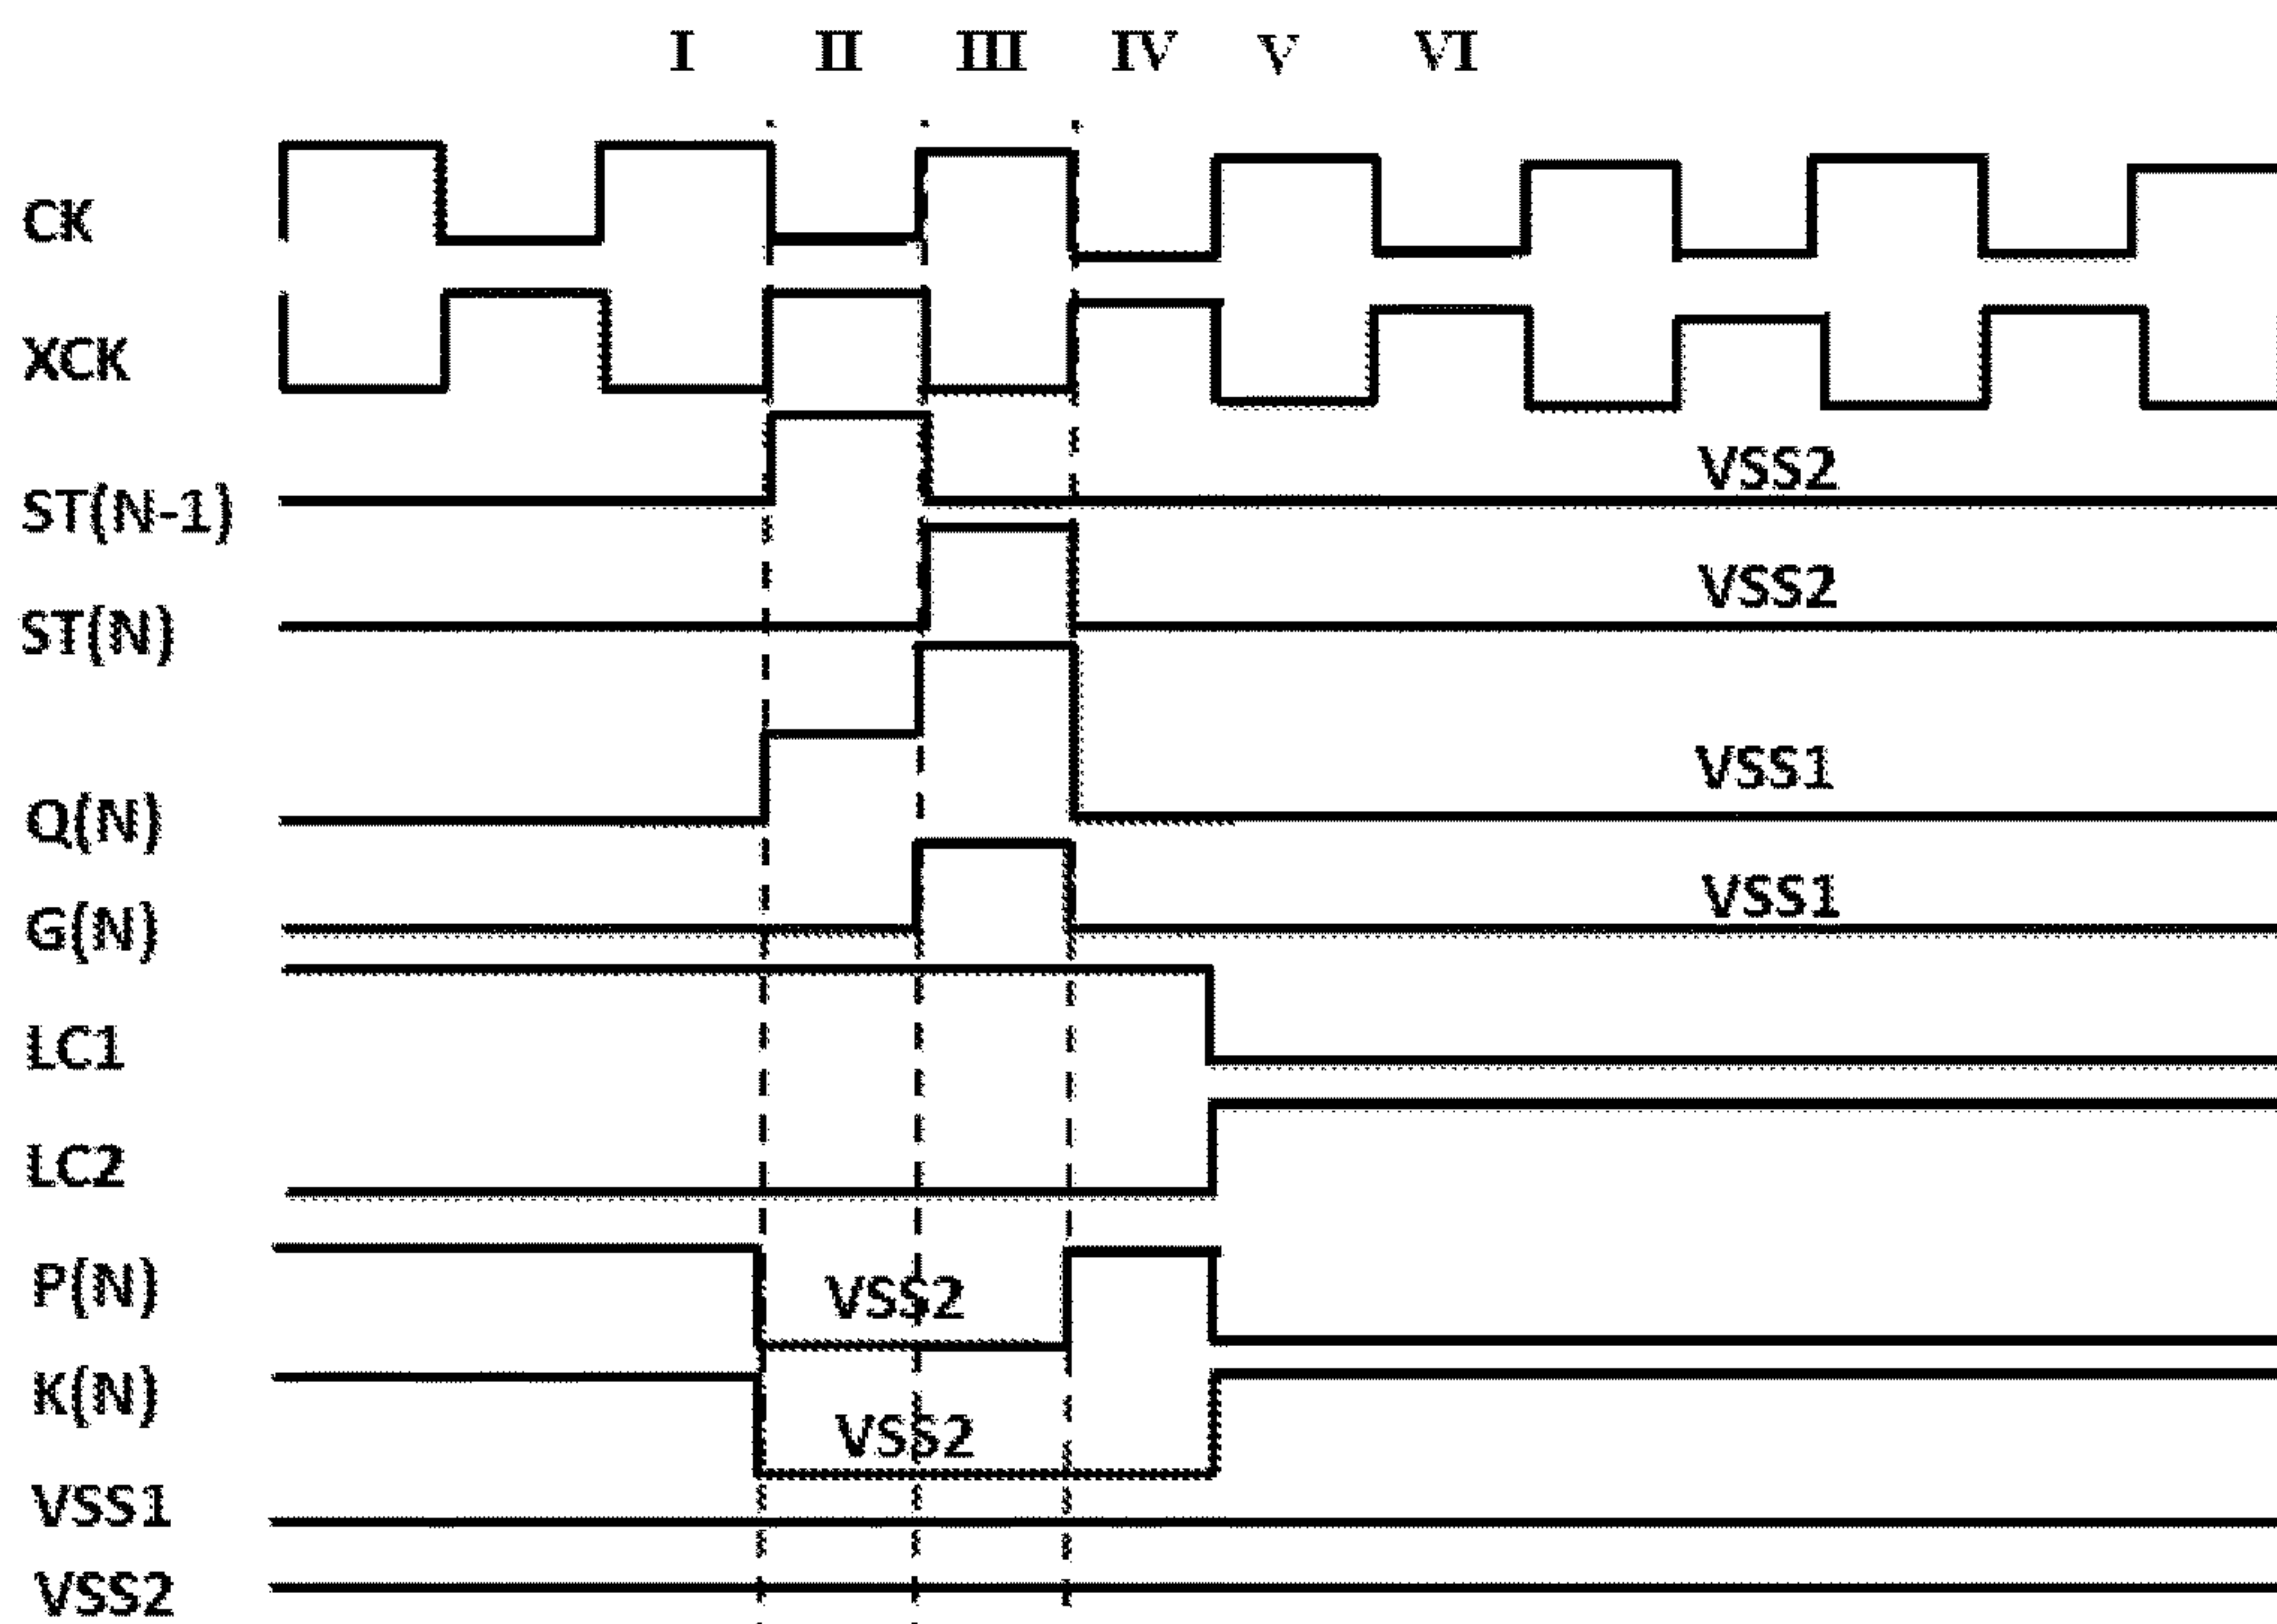 I II III IV V VI
CK
XCK
VSS2
ST(N-1)
VSS2
ST(N)
VSS1
Q(N)
VSS1
G(N)
LC1
LC2
P(N) VSS2
K(N)
VSS2
VSS1
VSS2